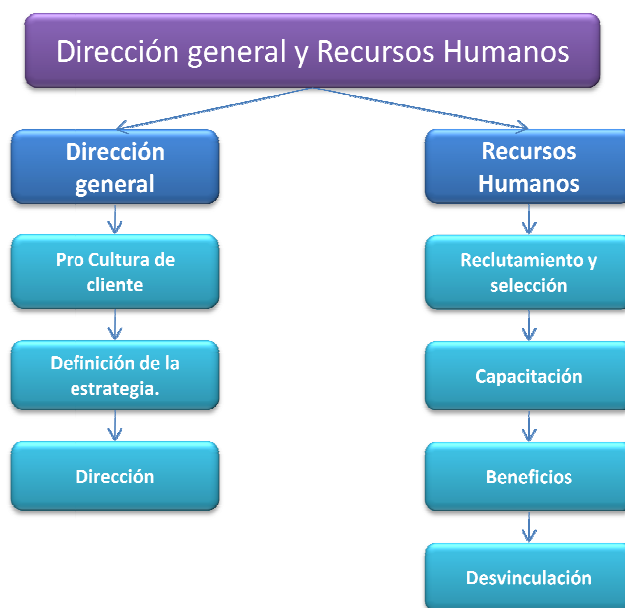 Dirección general y Recursos Humanos
Dirección
general
Pro Cultura de
cliente
Definición de la
estrategia.
Dirección
Recursos
Humanos
Reclutamiento y
selección
Capacitación
Beneficios
Desvinculación